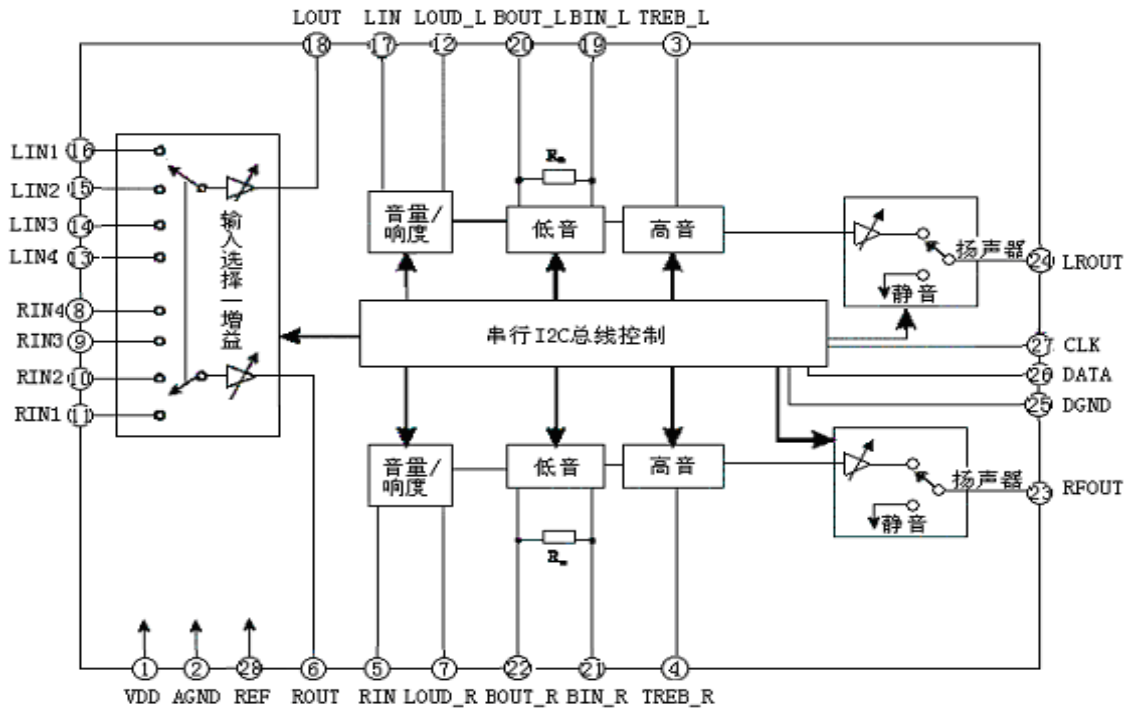 LOUT LIN LOUD_L BOUT_L BIN_L TREB_L
18 17 12 20 19 3
LIN1 16
LIN2 15
LIN3 14
LIN4 13
RIN4 8
RIN3 9
RIN2 10
RIN1 11
输入选择—增益
音量/
响度
低音
高音
扬声器
静音
24 LROUT
串行I2C总线控制
27 CLK
26 DATA
25 DGND
音量/
响度
低音
高音
扬声器
静音
23 RFOUT
1 2 28 6 5 7 22 21 4
VDD AGND REF ROUT RIN LOUD_R BOUT_R BIN_R TREB_R